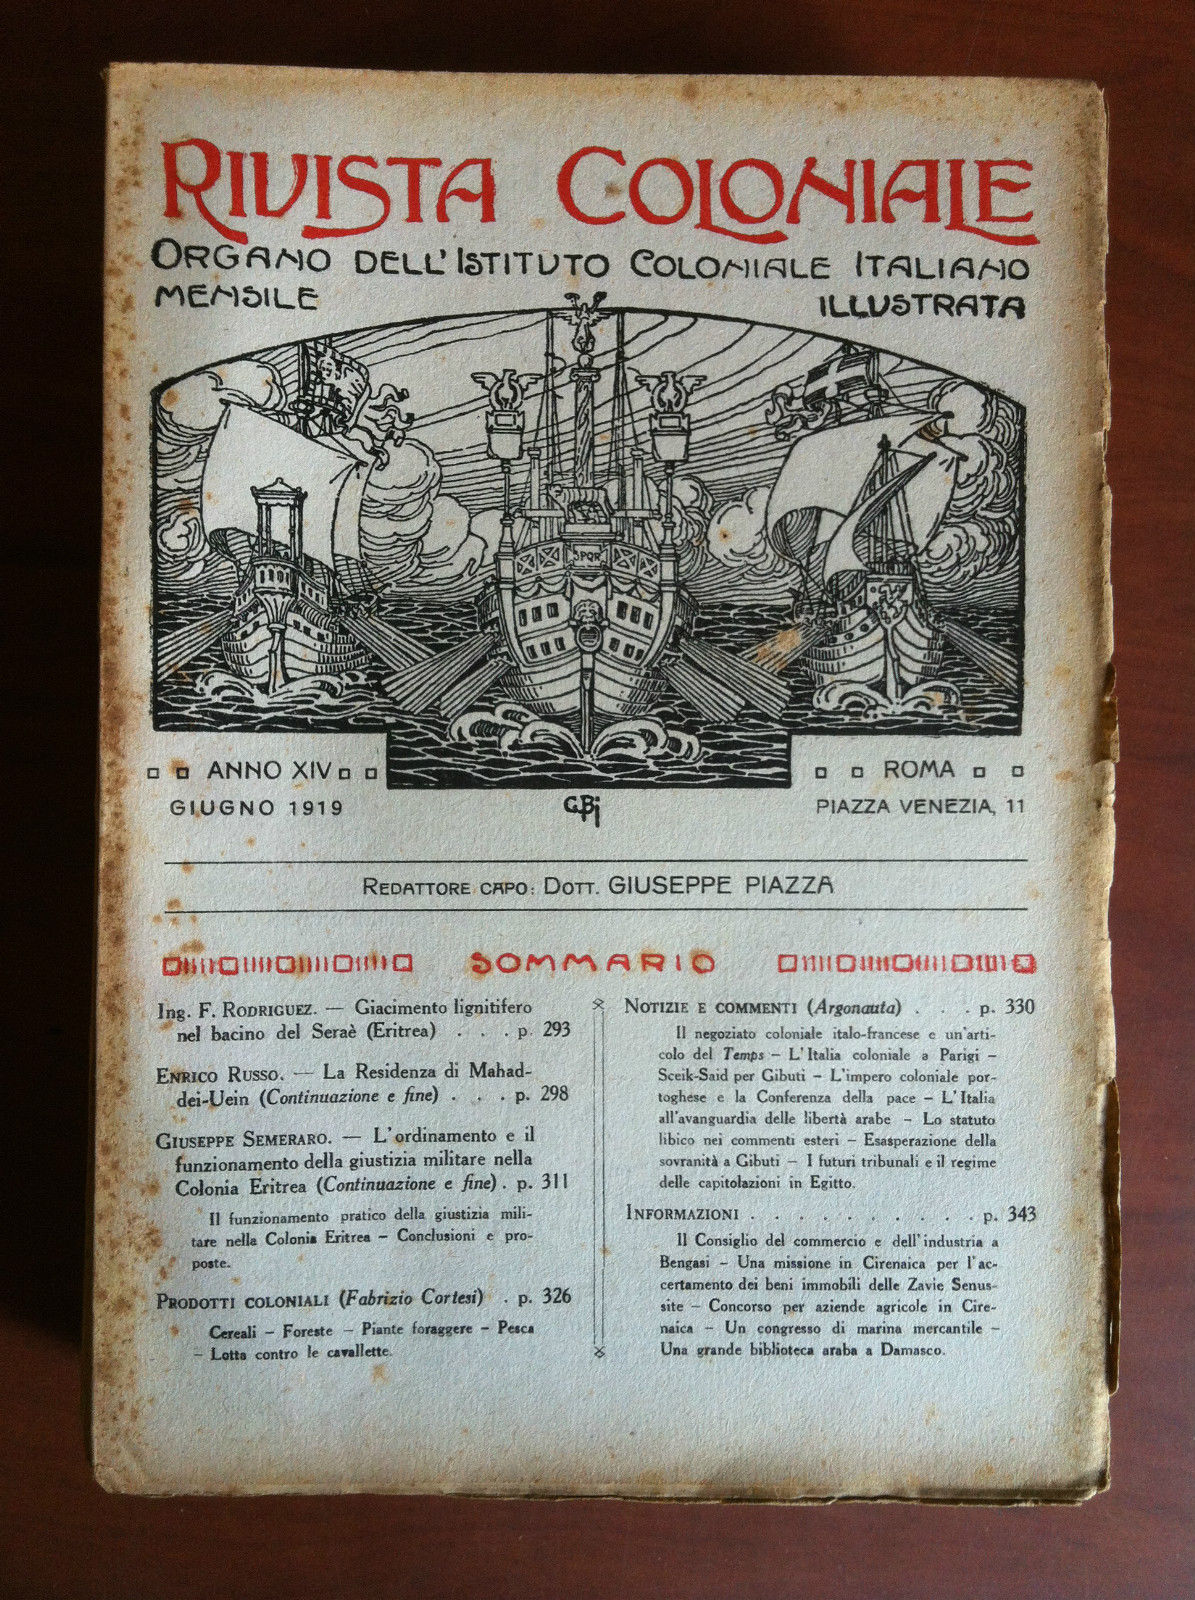 RIVISTA COLONIALE
ORGANO DELL'ISTITUTO COLONIALE ITALIANO
MENSILE ILLUSTRATA
SPQR
ANNO XIV
GIUGNO 1919
ROMA
PIAZZA VENEZIA, 11
REDATTORE CAPO: DOTT. GIUSEPPE PIAZZA
SOMMARIO
Ing. F. RODRIGUEZ. — Giacimento lignitifero
nel bacino del Seraè (Eritrea) . . . p. 293
ENRICO RUSSO. — La Residenza di Mahad-
dei-Uein (Continuazione e fine) . . . p. 298
GIUSEPPE SEMERARO. — L'ordinamento e il
funzionamento della giustizia militare nella
Colonia Eritrea (Continuazione e fine) . p. 311
Il funzionamento pratico della giustizia mili-
tare nella Colonia Eritrea – Conclusioni e pro-
poste.
PRODOTTI COLONIALI (Fabrizio Cortesi) . p. 326
Cereali – Foreste – Piante foraggere – Pesca
– Lotta contro le cavallette.
NOTIZIE E COMMENTI (Argonauta) . . . p. 330
Il negoziato coloniale italo-francese e un'arti-
colo del Temps – L'Italia coloniale a Parigi –
Sceik-Said per Gibuti – L'impero coloniale por-
toghese e la Conferenza della pace – L'Italia
all'avanguardia delle libertà arabe – Lo statuto
libico nei commenti esteri – Esasperazione della
sovranità a Gibuti – I futuri tribunali e il regime
delle capitolazioni in Egitto.
INFORMAZIONI . . . . . . . . . . p. 343
Il Consiglio del commercio e dell'industria a
Bengasi – Una missione in Cirenaica per l'ac-
certamento dei beni immobili delle Zavie Senus-
site – Concorso per aziende agricole in Cire-
naica – Un congresso di marina mercantile –
Una grande biblioteca araba a Damasco.